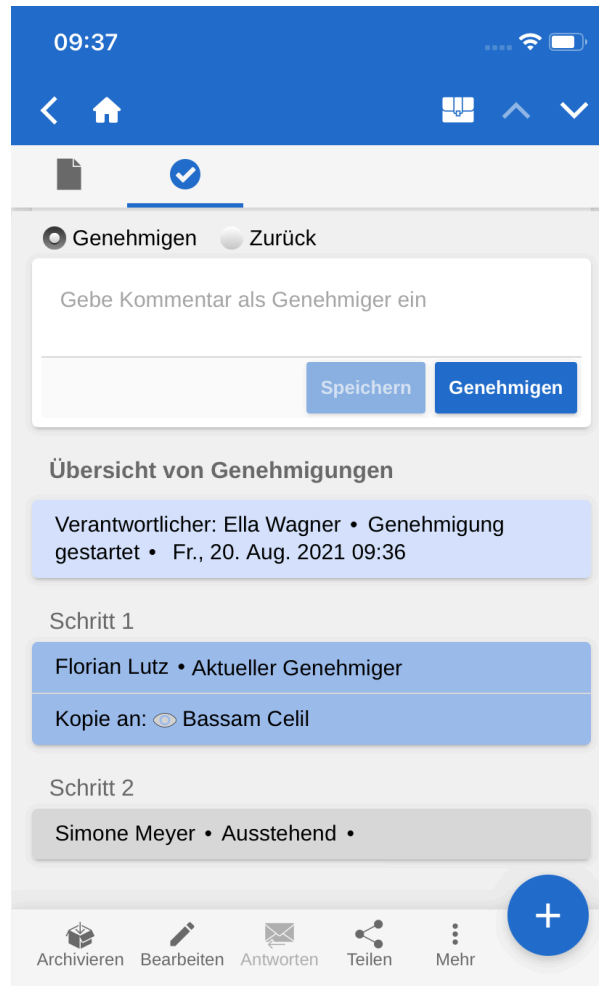 09:37
Genehmigen Zurück
Gebe Kommentar als Genehmiger ein
Speichern Genehmigen
Übersicht von Genehmigungen
Verantwortlicher: Ella Wagner • Genehmigung
gestartet • Fr., 20. Aug. 2021 09:36
Schritt 1
Florian Lutz • Aktueller Genehmiger
Kopie an: Bassam Celil
Schritt 2
Simone Meyer • Ausstehend •
Archivieren Bearbeiten Antworten Teilen Mehr